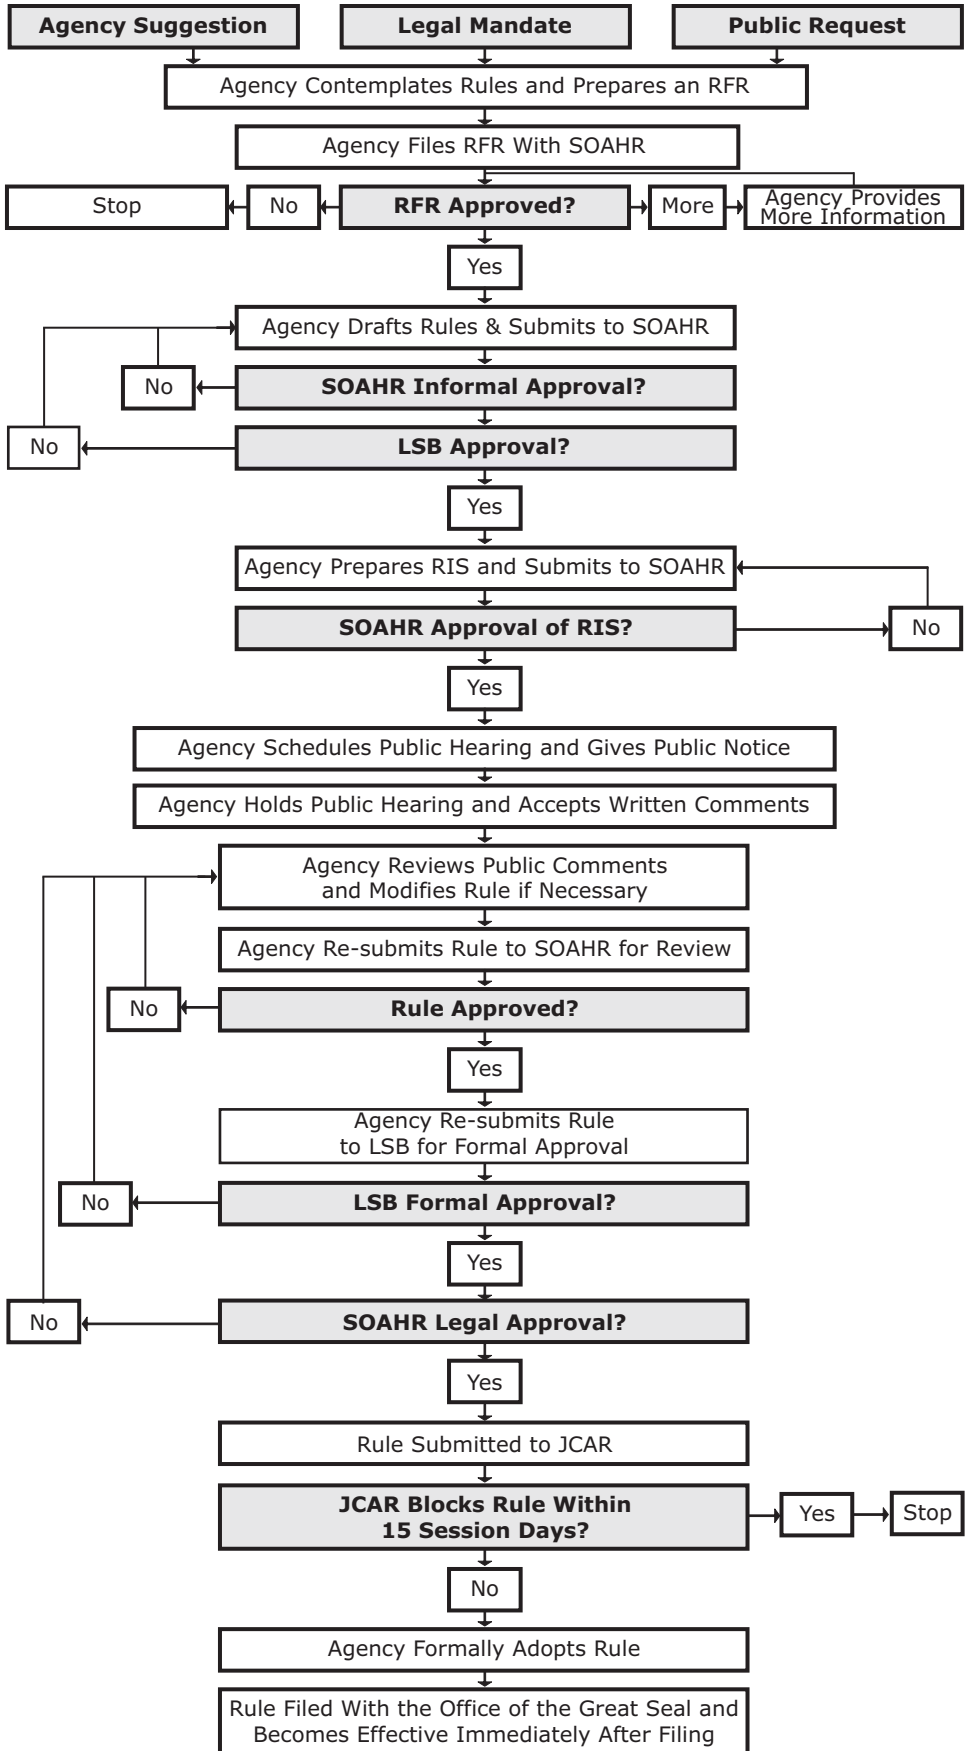 Agency Suggestion
Legal Mandate
Public Request
Agency Contemplates Rules and Prepares an RFR
Agency Files RFR With SOAHR
Stop
No
RFR Approved?
More
Agency Provides
More Information
Yes
Agency Drafts Rules & Submits to SOAHR
No
SOAHR Informal Approval?
No
LSB Approval?
Yes
Agency Prepares RIS and Submits to SOAHR
SOAHR Approval of RIS?
No
Yes
Agency Schedules Public Hearing and Gives Public Notice
Agency Holds Public Hearing and Accepts Written Comments
Agency Reviews Public Comments
and Modifies Rule if Necessary
Agency Re-submits Rule to SOAHR for Review
No
Rule Approved?
Yes
Agency Re-submits Rule
to LSB for Formal Approval
No
LSB Formal Approval?
Yes
No
SOAHR Legal Approval?
Yes
Rule Submitted to JCAR
JCAR Blocks Rule Within
15 Session Days?
Yes
Stop
No
Agency Formally Adopts Rule
Rule Filed With the Office of the Great Seal and
Becomes Effective Immediately After Filing